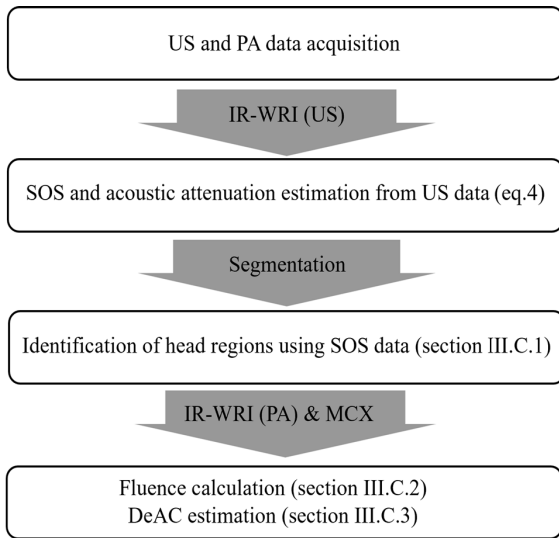 US and PA data acquisition
IR-WRI (US)
SOS and acoustic attenuation estimation from US data (eq.4)
Segmentation
Identification of head regions using SOS data (section III.C.1)
IR-WRI (PA) & MCX
Fluence calculation (section III.C.2)
DeAC estimation (section III.C.3)